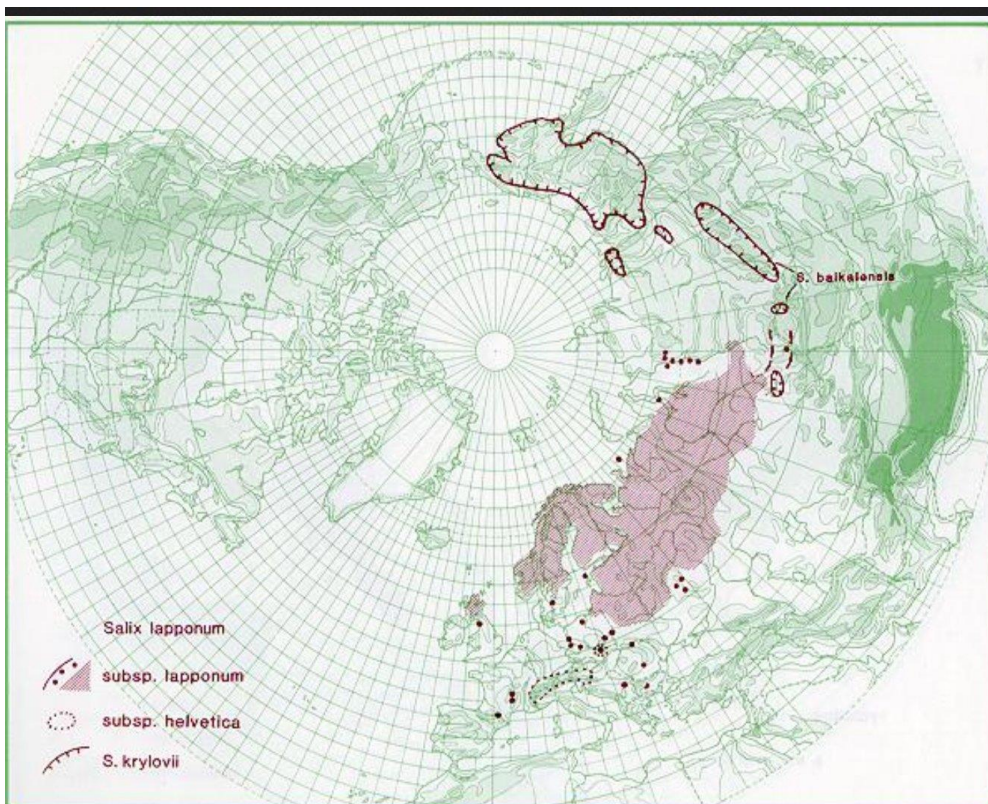 S. baikalensis
Salix lapponum
subsp. lapponum
subsp. helvetica
S. krylovii